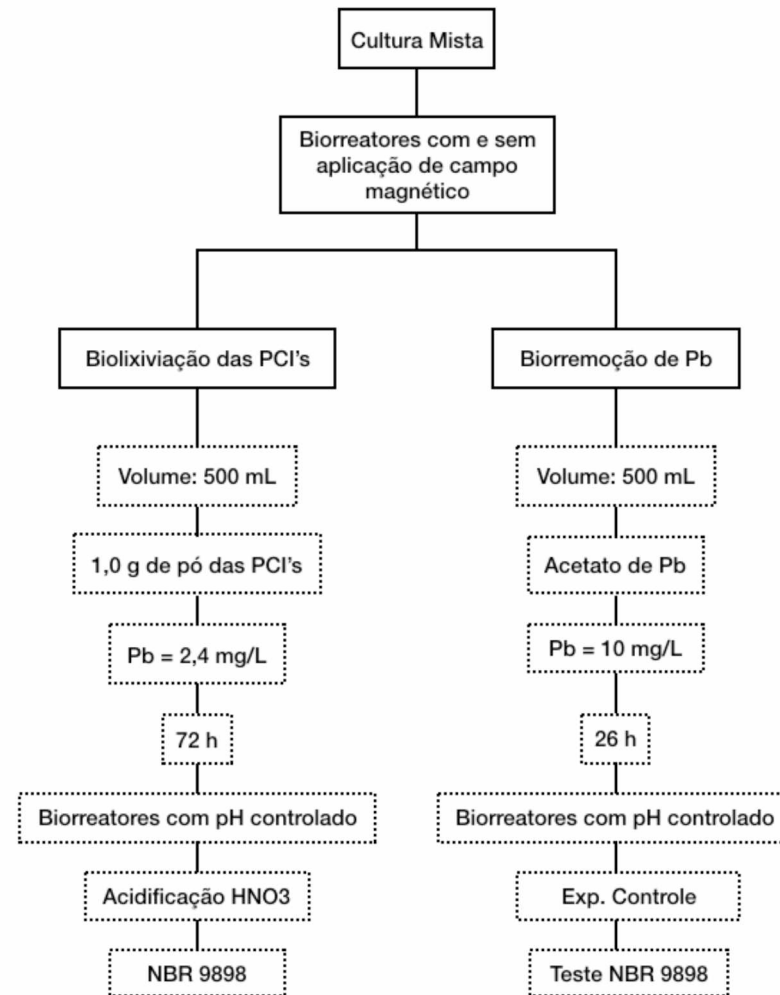 Cultura Mista
Biorreatores com e sem
aplicação de campo
magnético
Biolixiviação das PCI's
Volume: 500 mL
1,0 g de pó das PCI's
Pb = 2,4 mg/L
72 h
Biorreatores com pH controlado
Acidificação HNO3
NBR 9898
Biorremoção de Pb
Volume: 500 mL
Acetato de Pb
Pb = 10 mg/L
26 h
Biorreatores com pH controlado
Exp. Controle
Teste NBR 9898